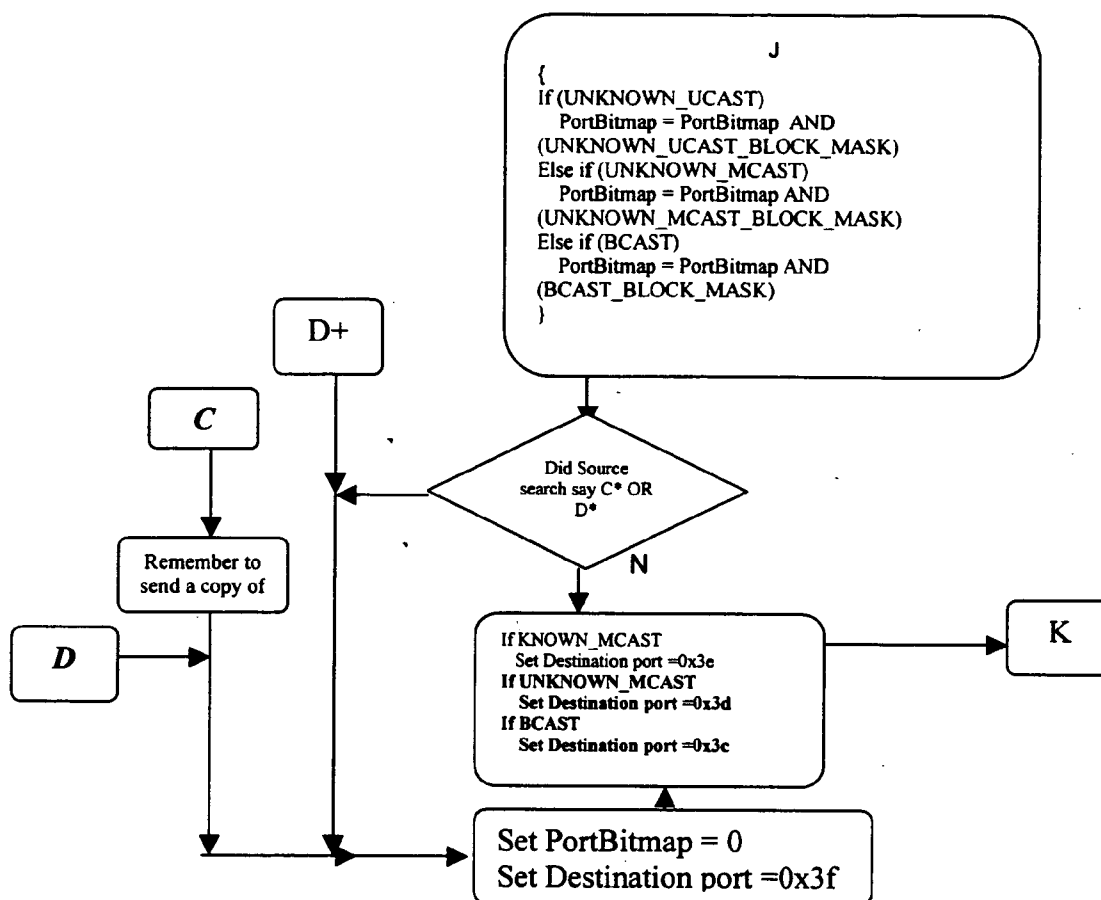 J
{
If (UNKNOWN_UCAST)
PortBitmap = PortBitmap AND
(UNKNOWN_UCAST_BLOCK_MASK)
Else if (UNKNOWN_MCAST)
PortBitmap = PortBitmap AND
(UNKNOWN_MCAST_BLOCK_MASK)
Else if (BCAST)
PortBitmap = PortBitmap AND
(BCAST_BLOCK_MASK)
}
D+
C
Did Source
search say C* OR
D*
N
Remember to
send a copy of
D
If KNOWN_MCAST
Set Destination port =0x3e
If UNKNOWN_MCAST
Set Destination port =0x3d
If BCAST
Set Destination port =0x3c
K
Set PortBitmap = 0
Set Destination port =0x3f